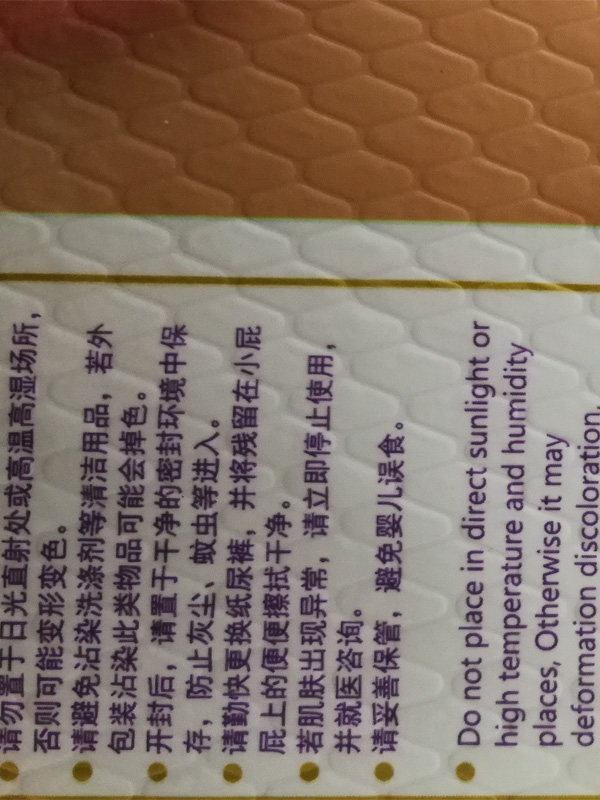 请勿置于日光直射处或高温高湿场所，
否则可能变形变色。
请避免沾染洗涤剂等清洁用品，若外
包装沾染此类物品可能会掉色。
开封后，请置于干净的密封环境中保
存，防止灰尘、蚊虫等进入。
请勤快更换纸尿裤，并将残留在小屁
屁上的便便擦拭干净。
若肌肤出现异常，请立即停止使用，
并就医咨询。
请妥善保管，避免婴儿误食。
Do not place in direct sunlight or
high temperature and humidity
places, Otherwise it may
deformation discoloration.